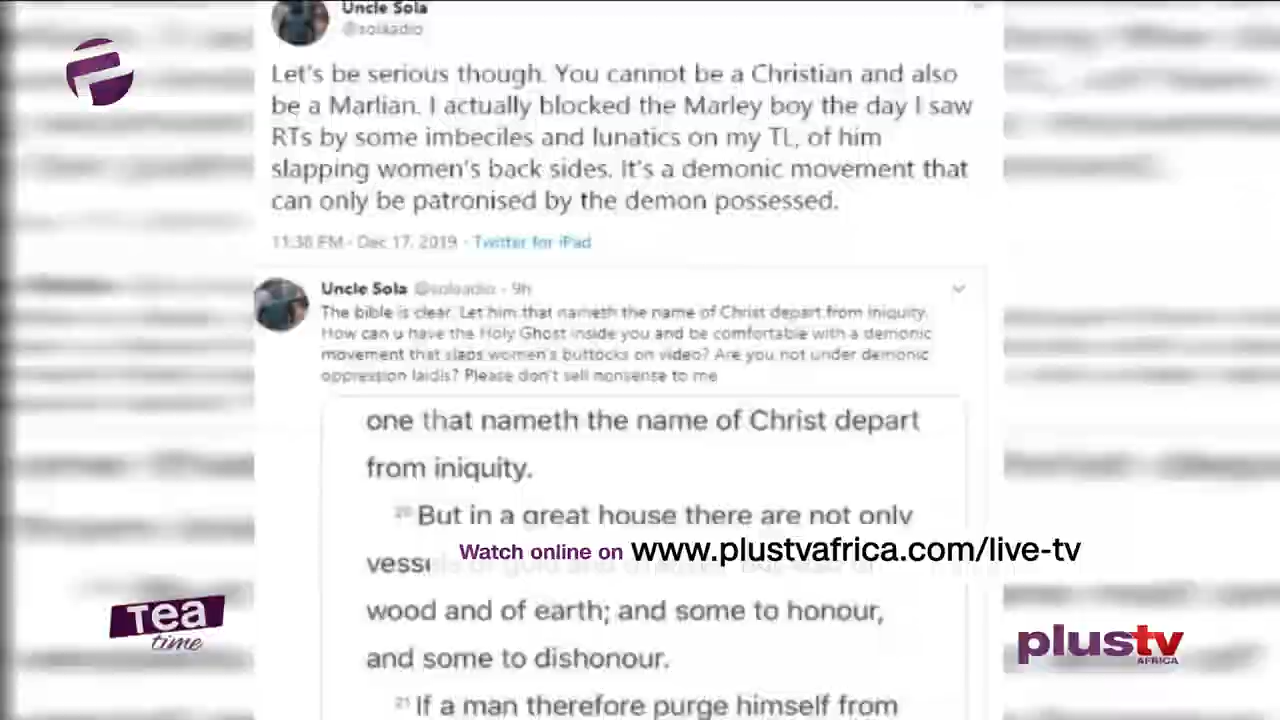 Uncle Sola
@solaadio
Let's be serious though. You cannot be a Christian and also
be a Marlian. I actually blocked the Marley boy the day I saw
RTs by some imbeciles and lunatics on my TL, of him
slapping women's back sides. It's a demonic movement that
can only be patronised by the demon possessed.
11:38 PM - Dec 17, 2019 - Twitter for iPad
Uncle Sola @solaadio - 9h
The bible is clear. Let him that nameth the name of Christ depart from iniquity.
How can u have the Holy Ghost inside you and be comfortable with a demonic
movement that slaps women's buttocks on video? Are you not under demonic
oppression laidis? Please don't sell nonsense to me
one that nameth the name of Christ depart
from iniquity.
20 But in a great house there are not only
Watch online on www.plustvafrica.com/live-tv
wood and of earth; and some to honour,
and some to dishonour.
21 If a man therefore purge himself from
Tea
time
plustv
AFRICA